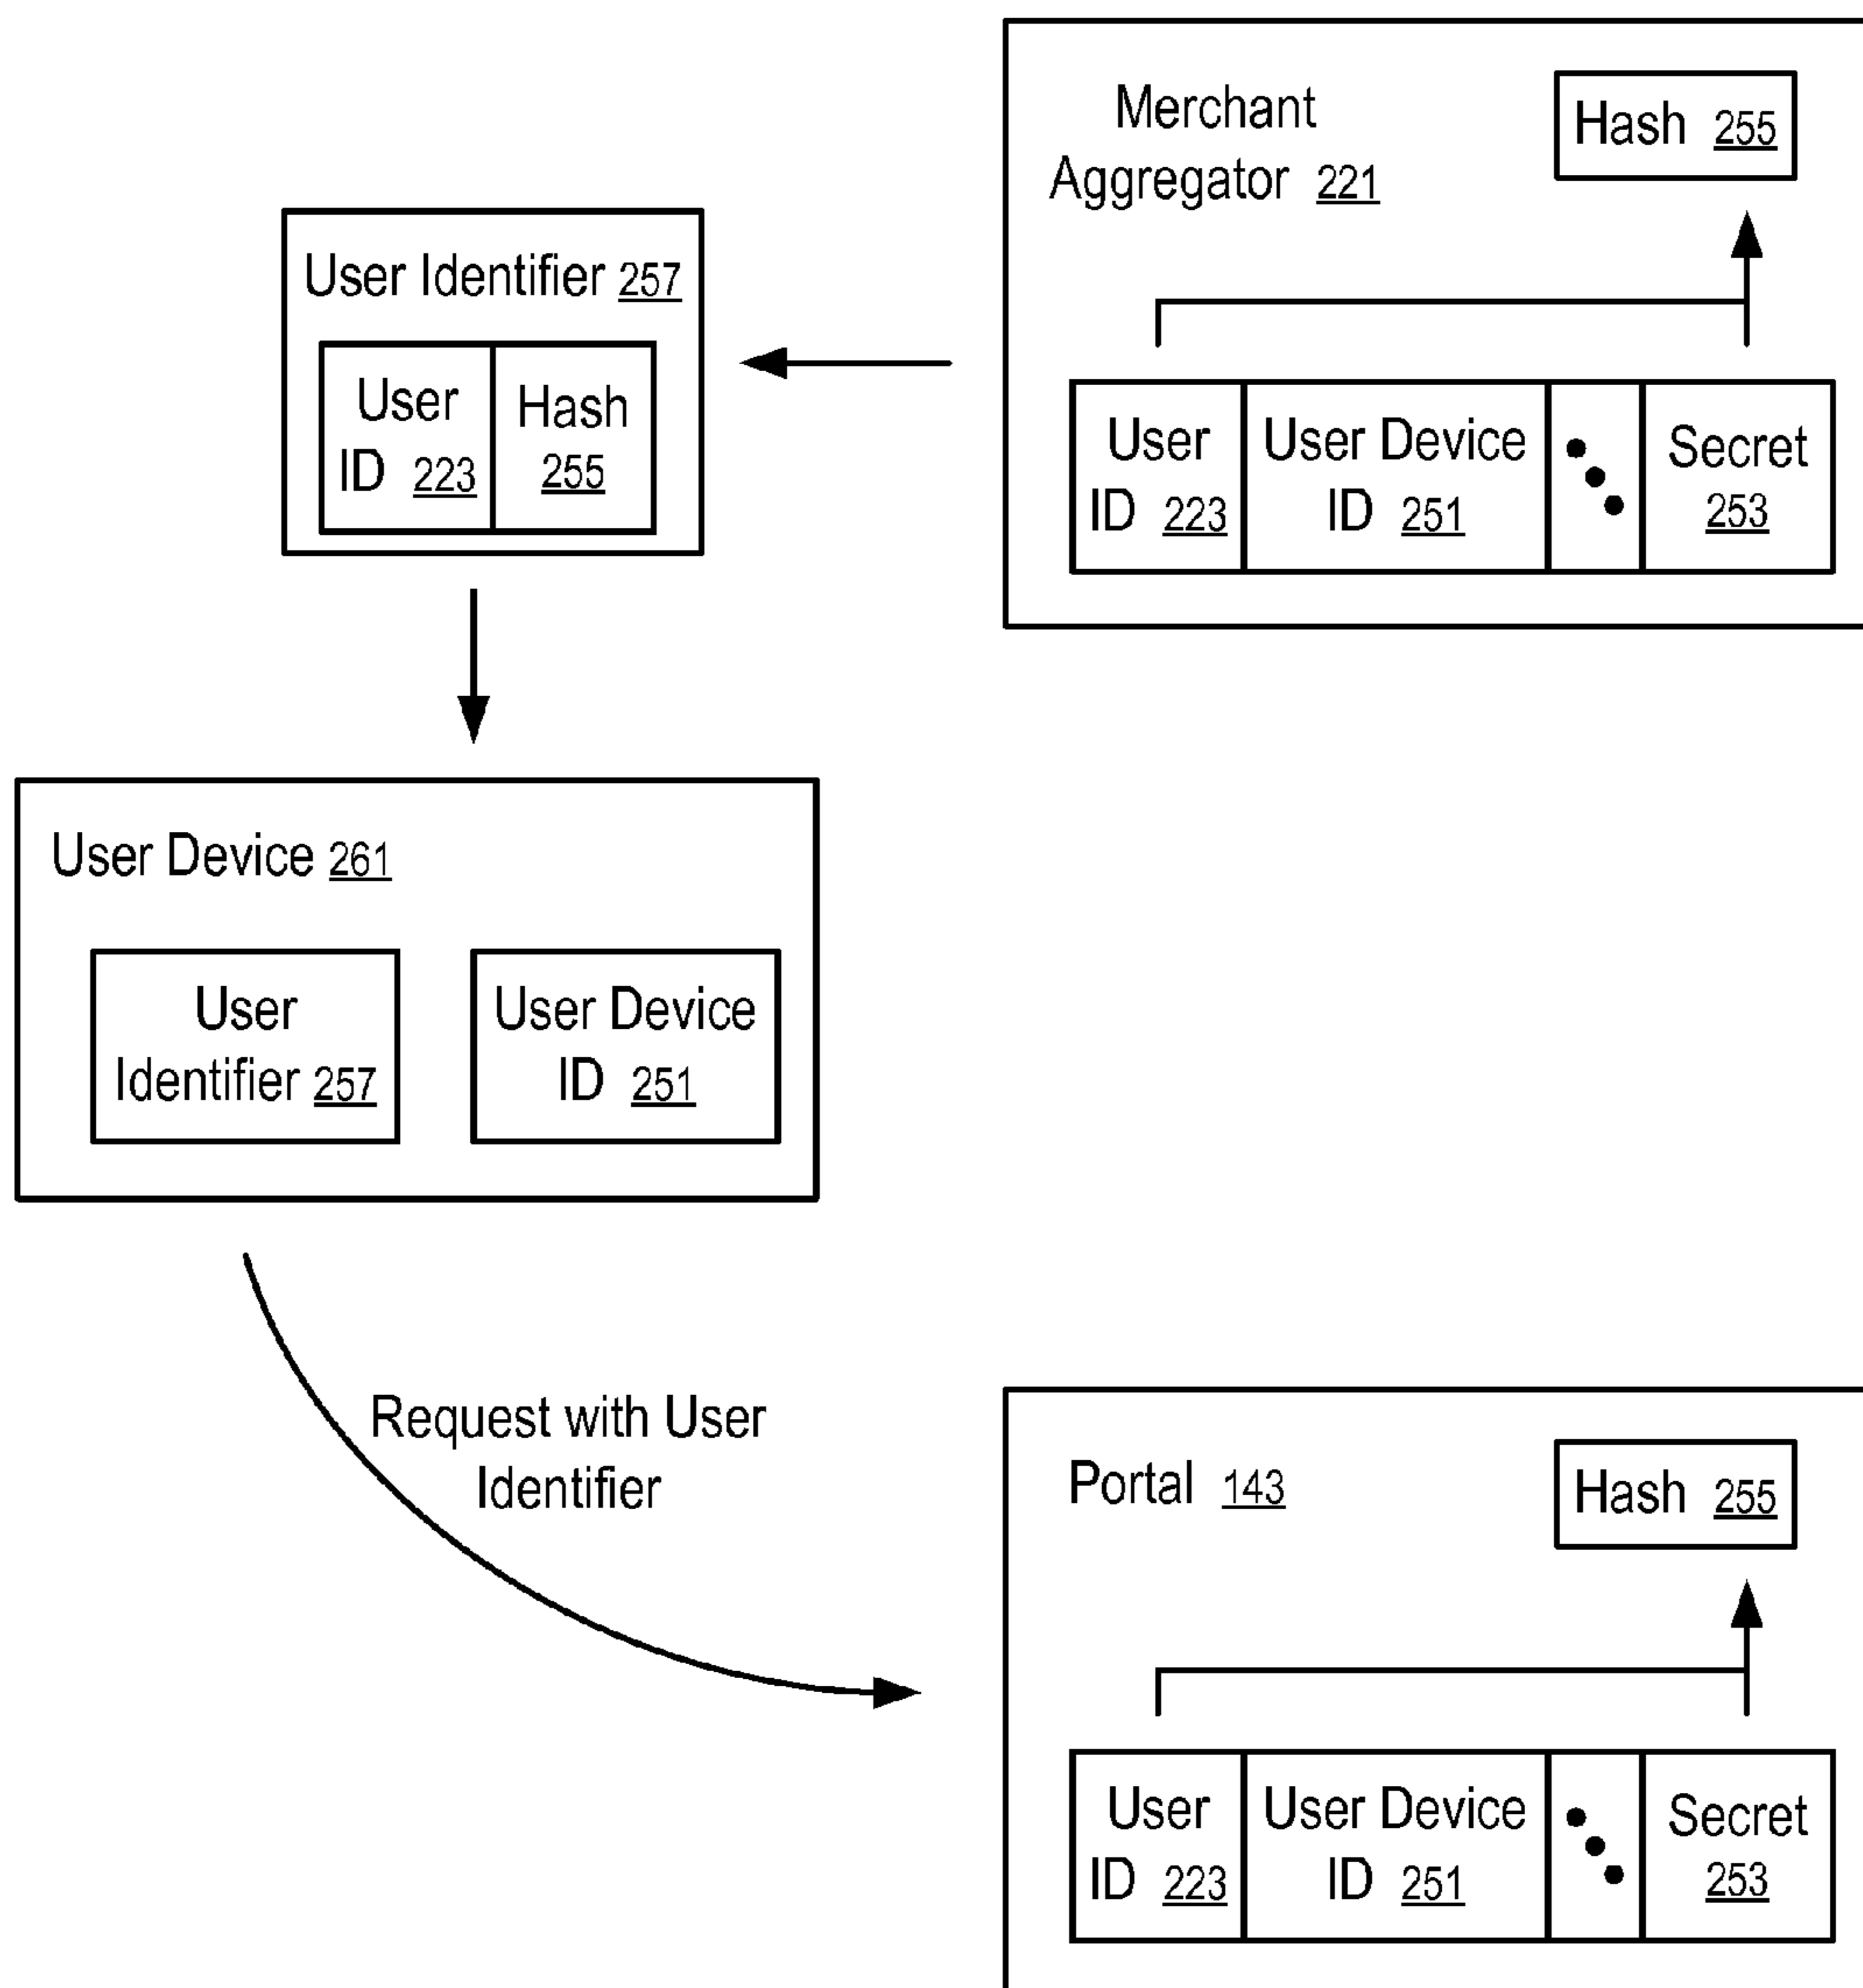 Merchant
Aggregator 221
Hash 255
User ID 223
User Device ID 251
Secret 253
User Identifier 257
User ID 223
Hash 255
User Device 261
User Identifier 257
User Device ID 251
Request with User
Identifier
Portal 143
Hash 255
User ID 223
User Device ID 251
Secret 253